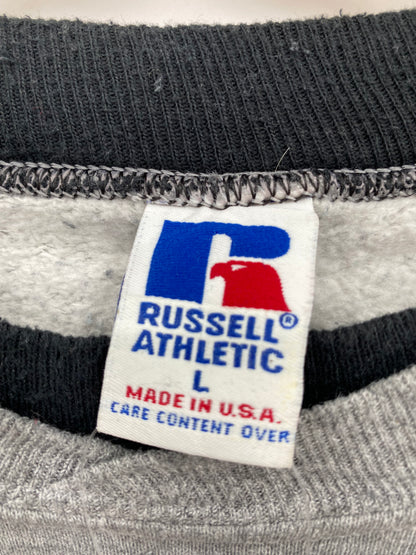 RUSSELL®
ATHLETIC
L
MADE IN U.S.A.
CARE CONTENT OVER